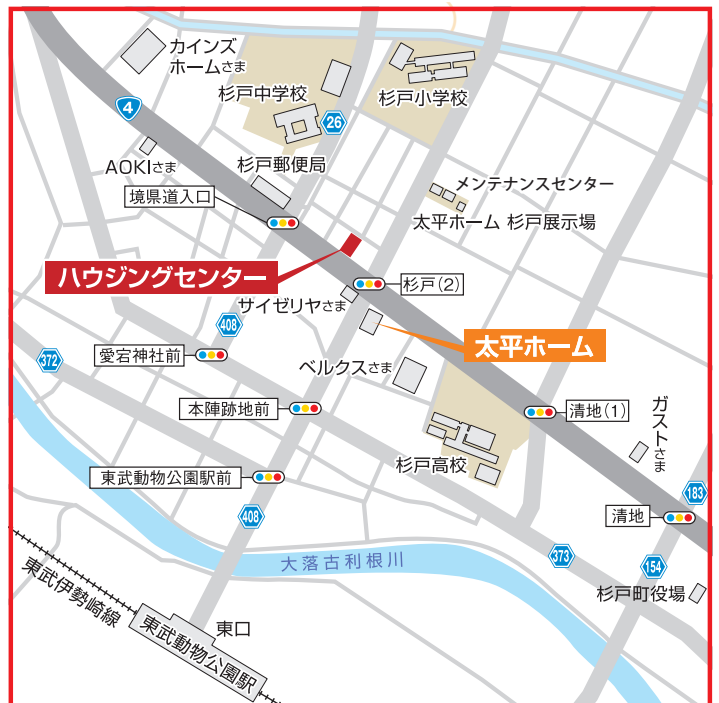 カインズ
ホームさま
杉戸中学校
杉戸小学校
4
26
AOKIさま
杉戸郵便局
メンテナンスセンター
境県道入口
太平ホーム 杉戸展示場
ハウジングセンター
杉戸(2)
サイゼリヤさま
408
太平ホーム
372
愛宕神社前
ベルクスさま
本陣跡地前
清地(1)
ガストさま
杉戸高校
東武動物公園駅前
183
408
清地
大落古利根川
373
154
杉戸町役場
東武伊勢崎線
東口
東武動物公園駅